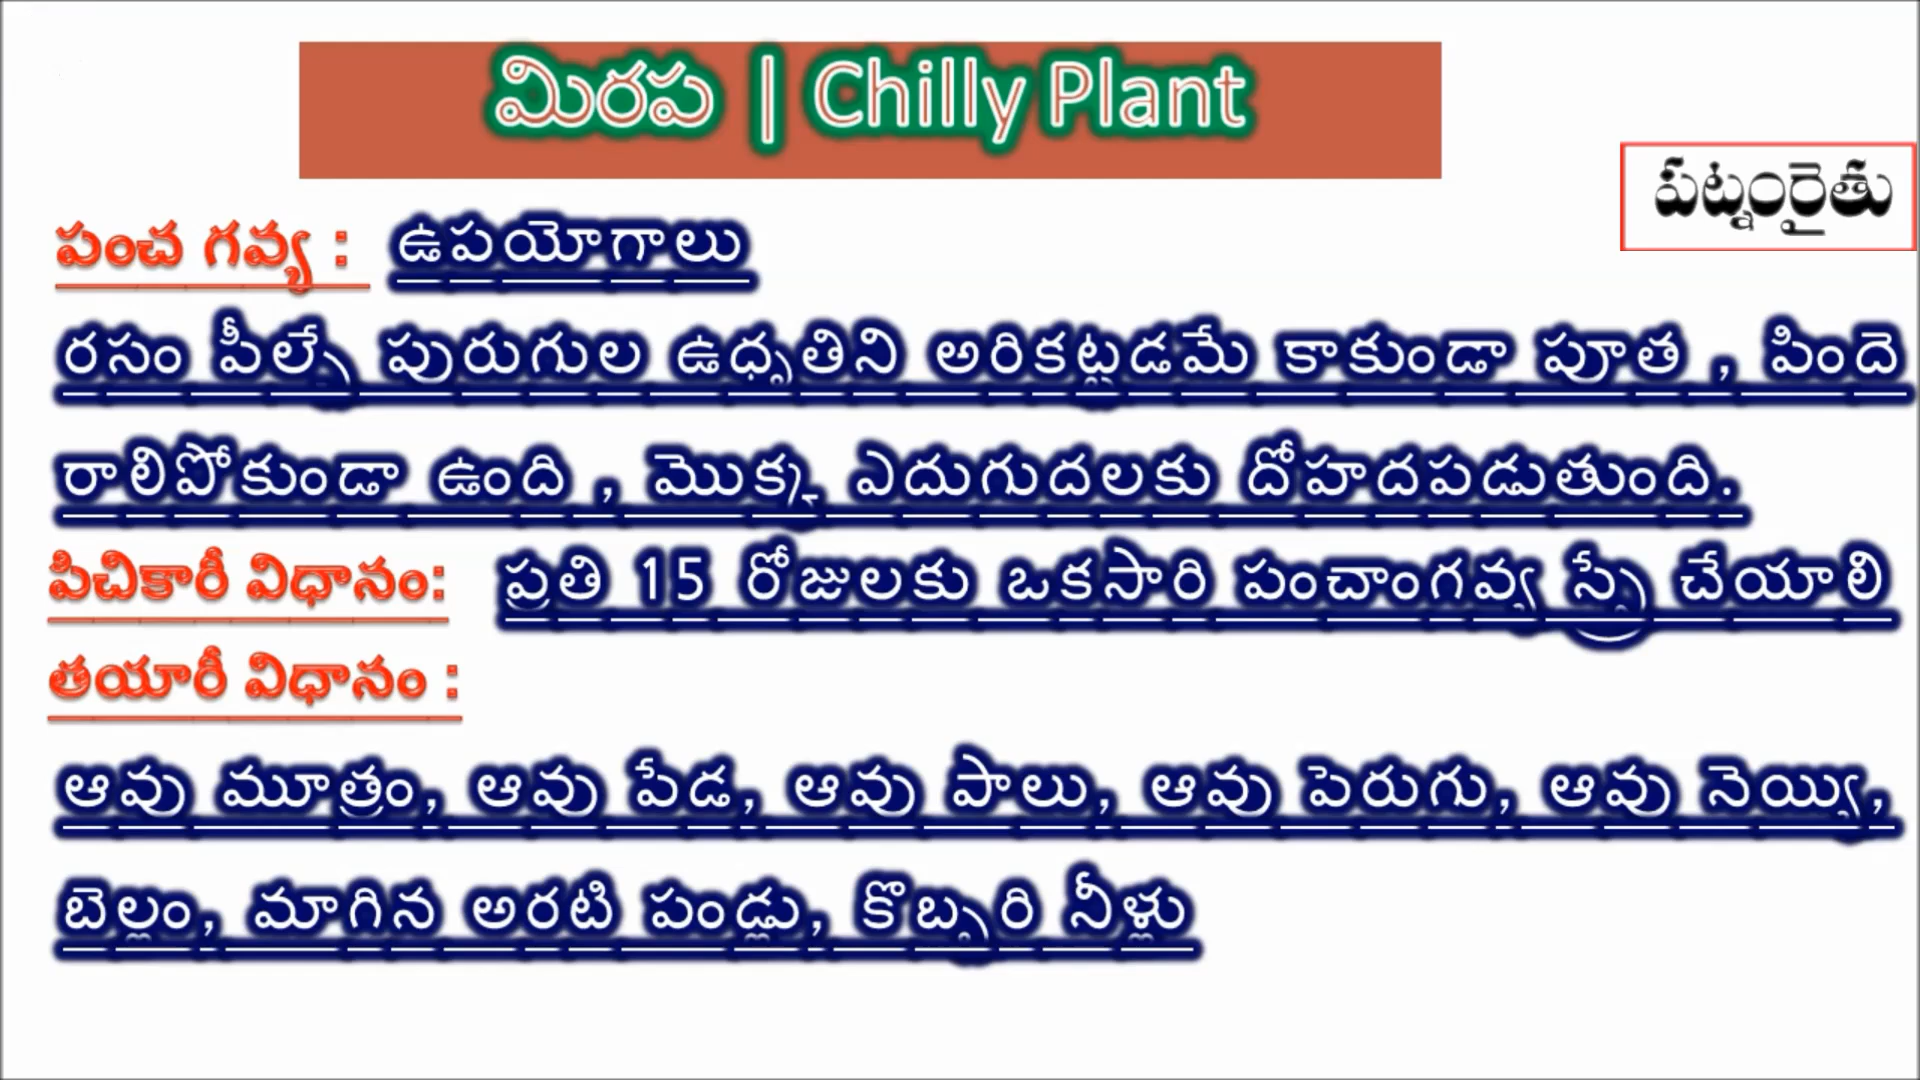 మిరప | Chilly Plant
పట్నంరైతు
పంచ గవ్య : ఉపయోగాలు
రసం పీల్చే పురుగుల ఉధృతిని అరికట్టడమే కాకుండా పూత , పిందె
రాలిపోకుండా ఉంది , మొక్క ఎదుగుదలకు దోహదపడుతుంది.
పిచికారీ విధానం: ప్రతి 15 రోజులకు ఒకసారి పంచాంగవ్య స్ప్రే చేయాలి
తయారీ విధానం :
ఆవు మూత్రం, ఆవు పేడ, ఆవు పాలు, ఆవు పెరుగు, ఆవు నెయ్యి,
బెల్లం, మాగిన అరటి పండ్లు, కొబ్బరి నీళ్లు